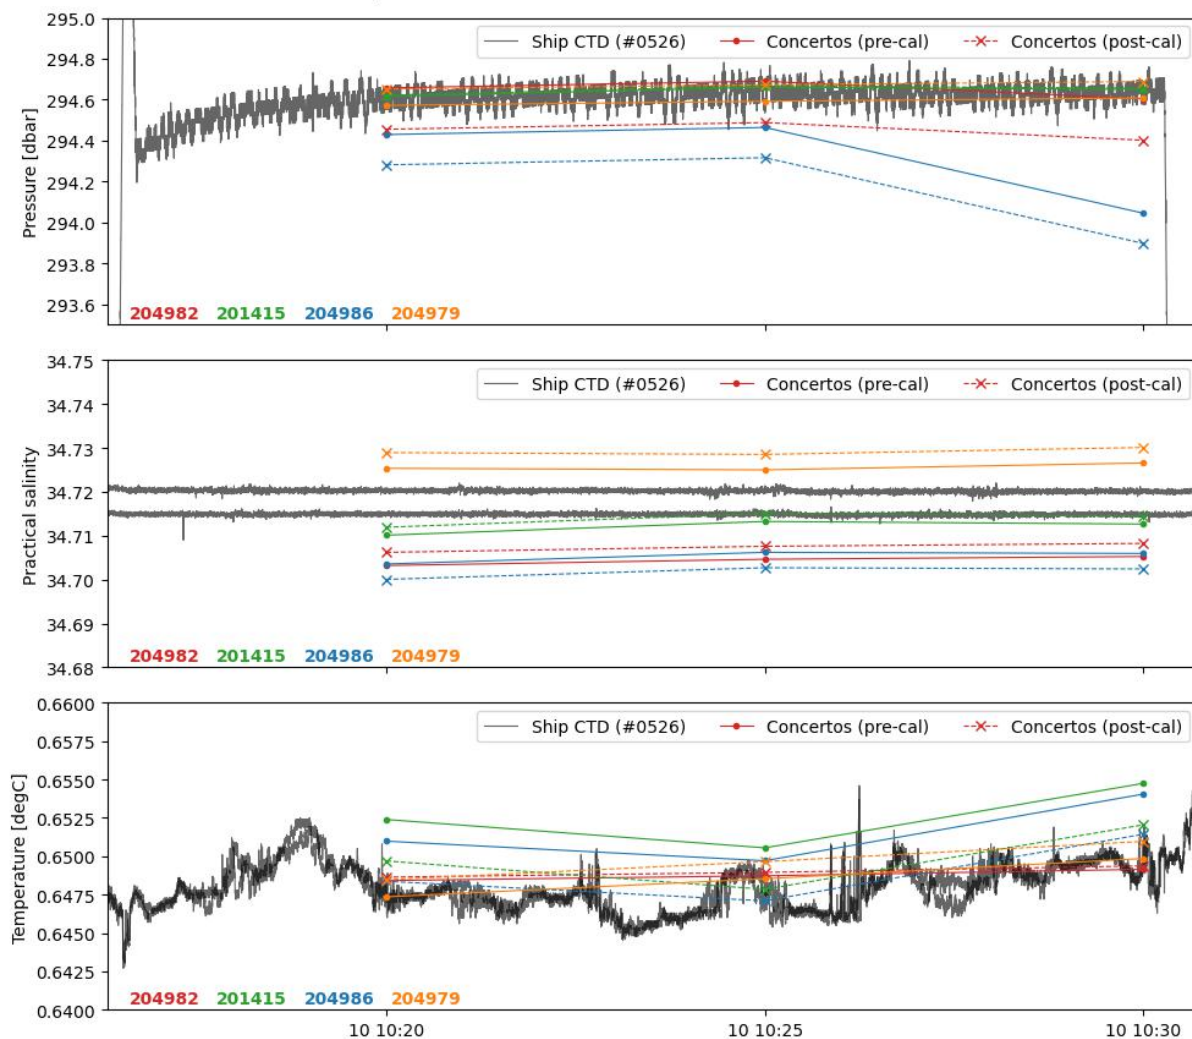 295.0
294.8
294.6
294.4
294.2
294.0
293.8
293.6
Pressure [dbar]
Ship CTD (#0526) Concertos (pre-cal) Concertos (post-cal)
204982 201415 204986 204979
34.75
34.74
34.73
34.72
34.71
34.70
34.69
34.68
Practical salinity
Ship CTD (#0526) Concertos (pre-cal) Concertos (post-cal)
204982 201415 204986 204979
0.6600
0.6575
0.6550
0.6525
0.6500
0.6475
0.6450
0.6425
0.6400
Temperature [degC]
Ship CTD (#0526) Concertos (pre-cal) Concertos (post-cal)
204982 201415 204986 204979
10 10:20 10 10:25 10 10:30